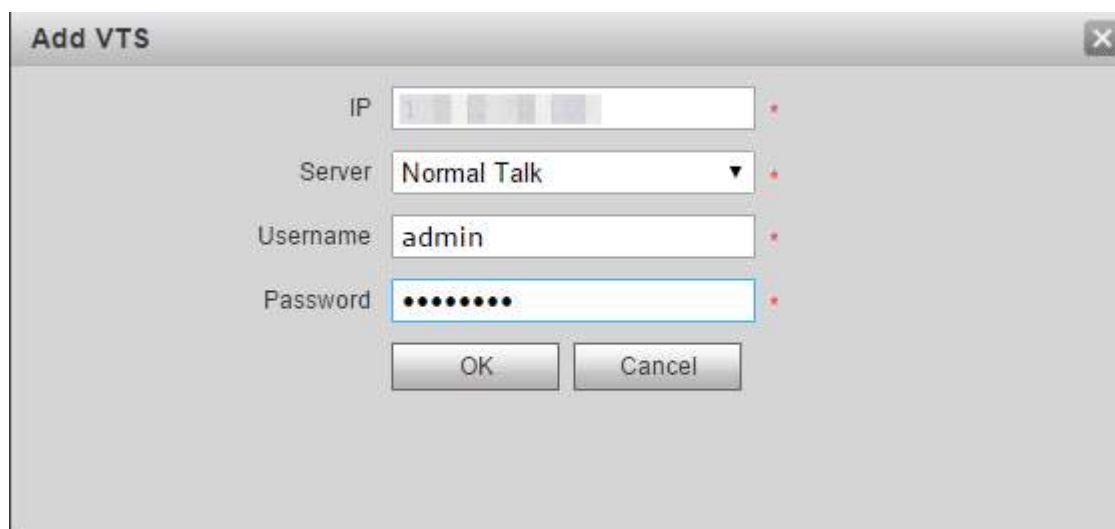 Add VTS
IP *
Server Normal Talk *
Username admin *
Password •••••••• *
OK Cancel